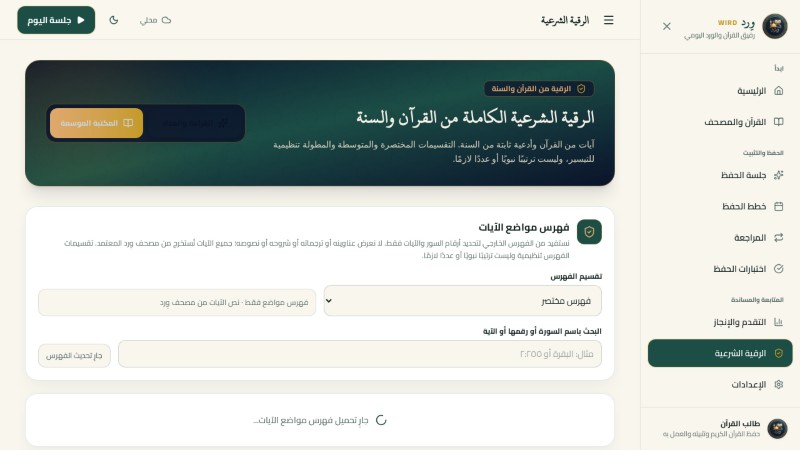 ورد WIRD
رفيق القرآن والورد اليومي
ابدأ
الرئيسية
القرآن والمصحف
الحفظ والتثبيت
جلسة الحفظ
خطط الحفظ
المراجعة
اختبارات الحفظ
المتابعة والمساندة
التقدم والإنجاز
الرقية الشرعية
الإعدادات
طالب القرآن
حفظ القرآن الكريم وتثبيته والعمل به
الرقية الشرعية
محلي
جلسة اليوم
الرقية من القرآن والسنة
الرقية الشرعية الكاملة من القرآن والسنة
آيات من القرآن وأدعية ثابتة من السنة. التقسيمات المختصرة والمتوسطة والمطولة تنظيمية
للتيسير، وليست ترتيبًا نبويًا أو عددًا لازمًا.
المكتبة الموسعة
فهرس مواضع الآيات
نستفيد من الفهرس الخارجي لتحديد أرقام السور والآيات فقط. لا نعرض عناوينه أو ترجماته أو شروحه أو نصوصه؛ جميع الآيات تُستخرج من مصحف ورد المعتمد. تقسيمات
الفهرس تنظيمية وليست ترتيبًا نبويًا أو عددًا لازمًا.
تقسيم الفهرس
فهرس مختصر
فهرس مواضع فقط · نص الآيات من مصحف ورد
البحث باسم السورة أو رقمها أو الآية
مثال: البقرة أو ٢:٢٥٥
جارٍ تحديث الفهرس
جارٍ تحميل فهرس مواضع الآيات...